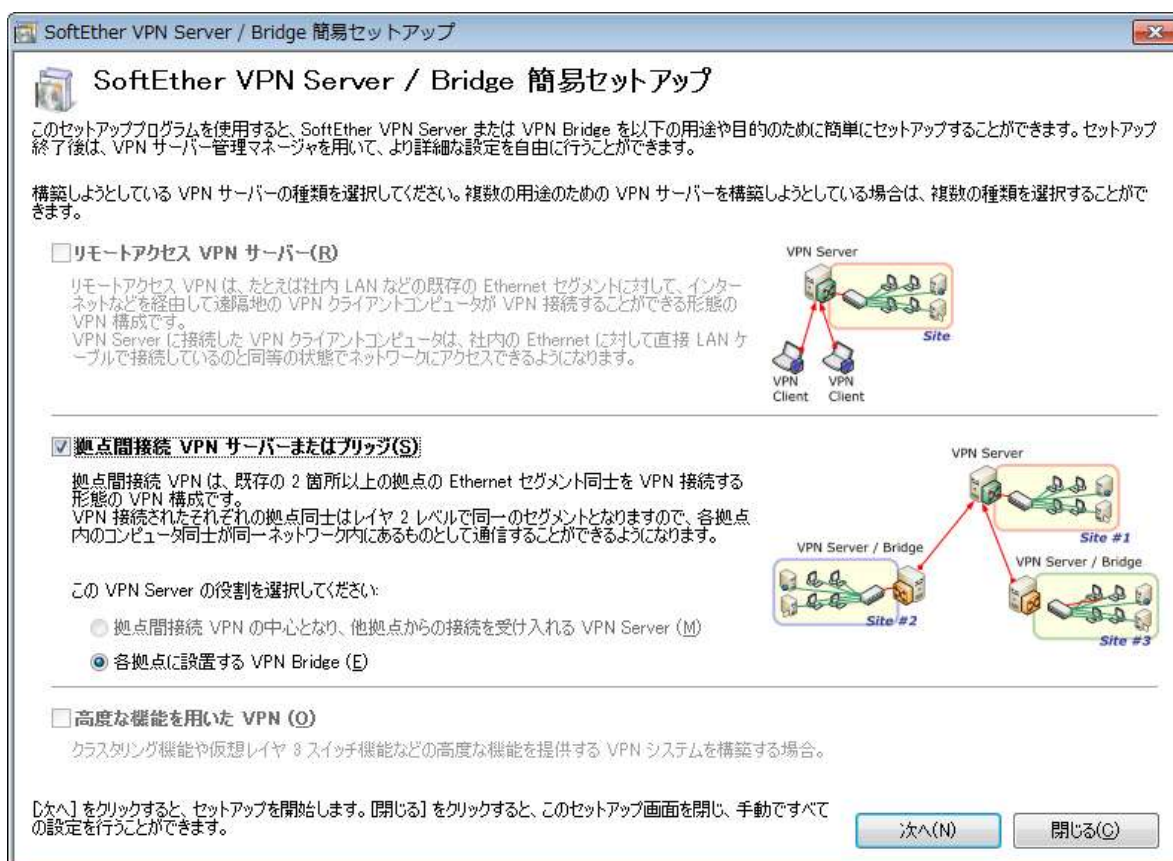 SoftEther VPN Server / Bridge 簡易セットアップ
SoftEther VPN Server / Bridge 簡易セットアップ
このセットアッププログラムを使用すると、SoftEther VPN Server または VPN Bridge を以下の用途や目的のために簡単にセットアップすることができます。セットアップ
終了後は、VPN サーバー管理マネージャを用いて、より詳細な設定を自由に行うことができます。
構築しようとしている VPN サーバーの種類を選択してください。複数の用途のための VPN サーバーを構築しようとしている場合は、複数の種類を選択することがで
きます。
リモートアクセス VPN サーバー(R)
リモートアクセス VPN は、たとえば社内 LAN などの既存の Ethernet セグメントに対して、インター
ネットなどを経由して遠隔地の VPN クライアントコンピュータが VPN 接続することができる形態の
VPN 構成です。
VPN Server に接続した VPN クライアントコンピュータは、社内の Ethernet に対して直接 LAN ケ
ーブルで接続しているのと同等の状態でネットワークにアクセスできるようになります。
VPN Server
Site
VPN Client
VPN Client
拠点間接続 VPN サーバーまたはブリッジ(S)
拠点間接続 VPN は、既存の 2 箇所以上の拠点の Ethernet セグメント同士を VPN 接続する
形態の VPN 構成です。
VPN 接続されたそれぞれの拠点同士はレイヤ 2 レベルで同一のセグメントとなりますので、各拠点
内のコンピュータ同士が同一ネットワーク内にあるものとして通信することができるようになります。
この VPN Server の役割を選択してください:
拠点間接続 VPN の中心となり、他拠点からの接続を受け入れる VPN Server (M)
各拠点に設置する VPN Bridge (E)
VPN Server
Site #1
VPN Server / Bridge
Site #2
VPN Server / Bridge
Site #3
高度な機能を用いた VPN (O)
クラスタリング機能や仮想レイヤ 3 スイッチ機能などの高度な機能を提供する VPN システムを構築する場合。
[次へ] をクリックすると、セットアップを開始します。[閉じる] をクリックすると、このセットアップ画面を閉じ、手動ですべて
の設定を行うことができます。
次へ(N)
閉じる(C)